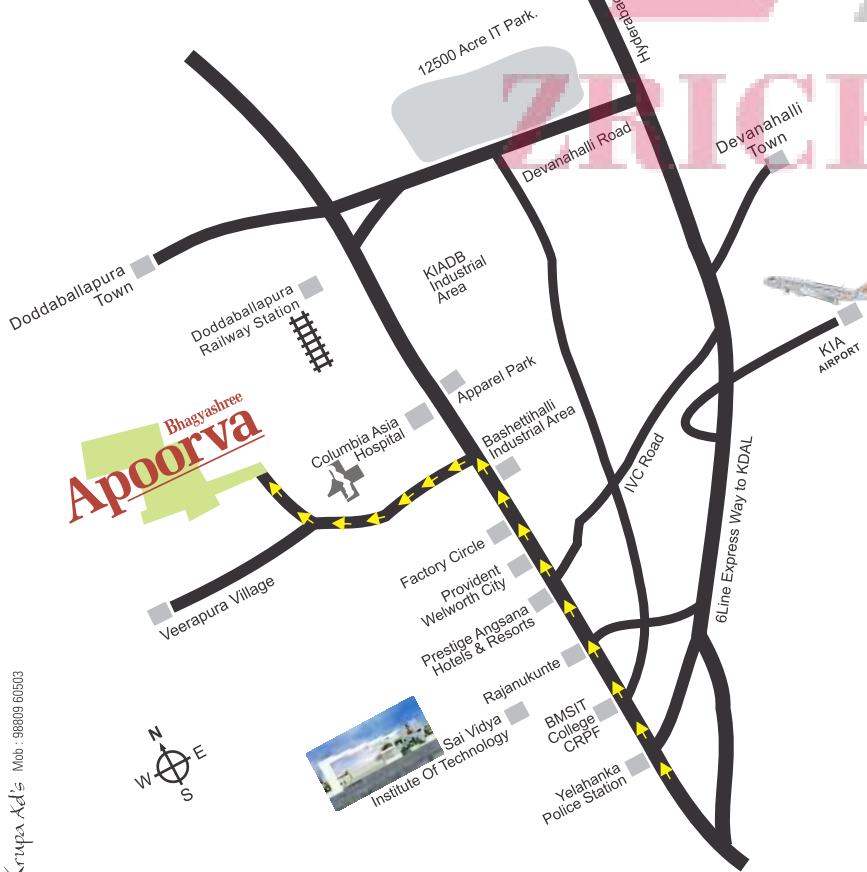 12500 Acre IT Park.
ZRICK
Devanahalli Road
Devanahalli
Town
Doddaballapura
Town
Doddaballapura
Railway Station
KIADB
Industrial
Area
KIA
AIRPORT
Apparel Park
Bhagyashree
Apoorva
Columbia Asia
Hospital
Bashettihalli
Industrial Area
IVC Road
6Line Express Way to KDAL
Factory Circle
Provident
Welworth City
Veerapura Village
Prestige Angsana
Hotels & Resorts
Rajanukunte
Sai Vidya
Institute Of Technology
BMSIT
College
CRPF
Yelahanka
Police Station
N
W
E
S
Krupa Ad's Mob : 98809 60503